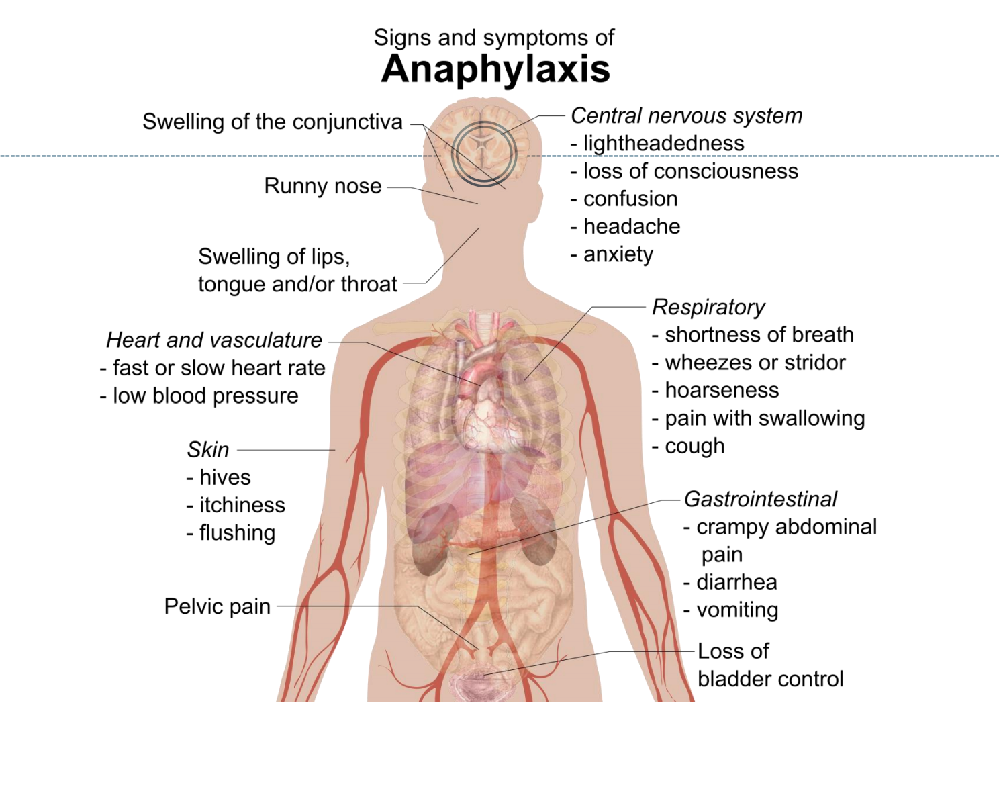 Signs and symptoms of
Anaphylaxis
Swelling of the conjunctiva
Runny nose
Swelling of lips,
tongue and/or throat
Heart and vasculature
- fast or slow heart rate
- low blood pressure
Skin
- hives
- itchiness
- flushing
Pelvic pain
Central nervous system
- lightheadedness
- loss of consciousness
- confusion
- headache
- anxiety
Respiratory
- shortness of breath
- wheezes or stridor
- hoarseness
- pain with swallowing
- cough
Gastrointestinal
- crampy abdominal
pain
- diarrhea
- vomiting
Loss of
bladder control